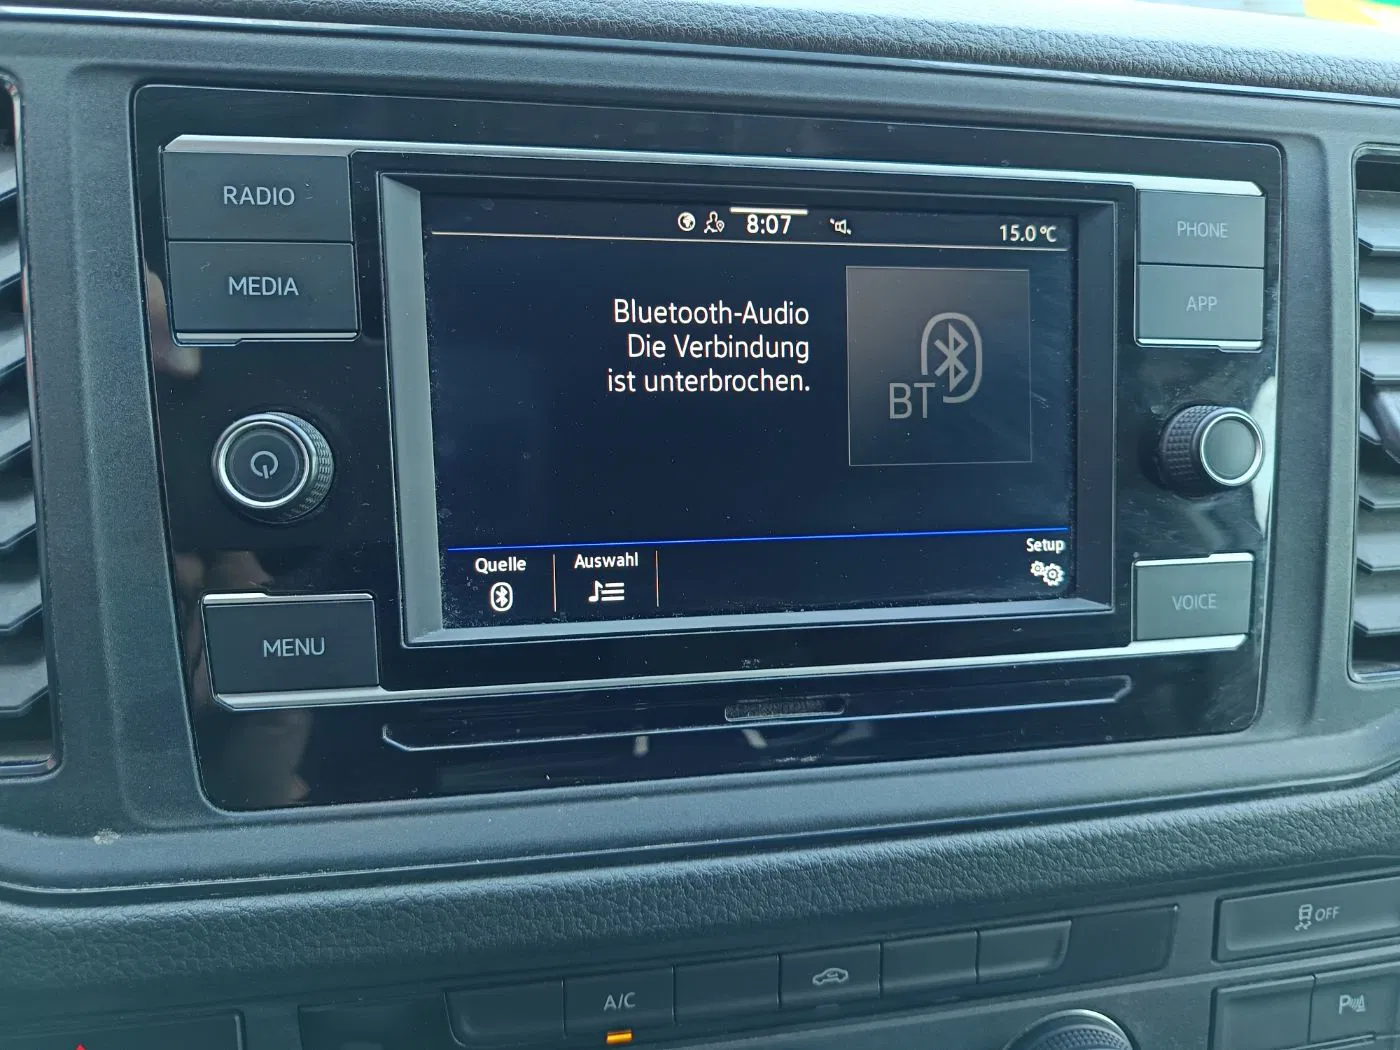 RADIO
MEDIA
MENU
8:07
15.0°C
Bluetooth-Audio
Die Verbindung
ist unterbrochen.
BT
Quelle
Auswahl
Setup
PHONE
APP
VOICE
OFF
A/C
P